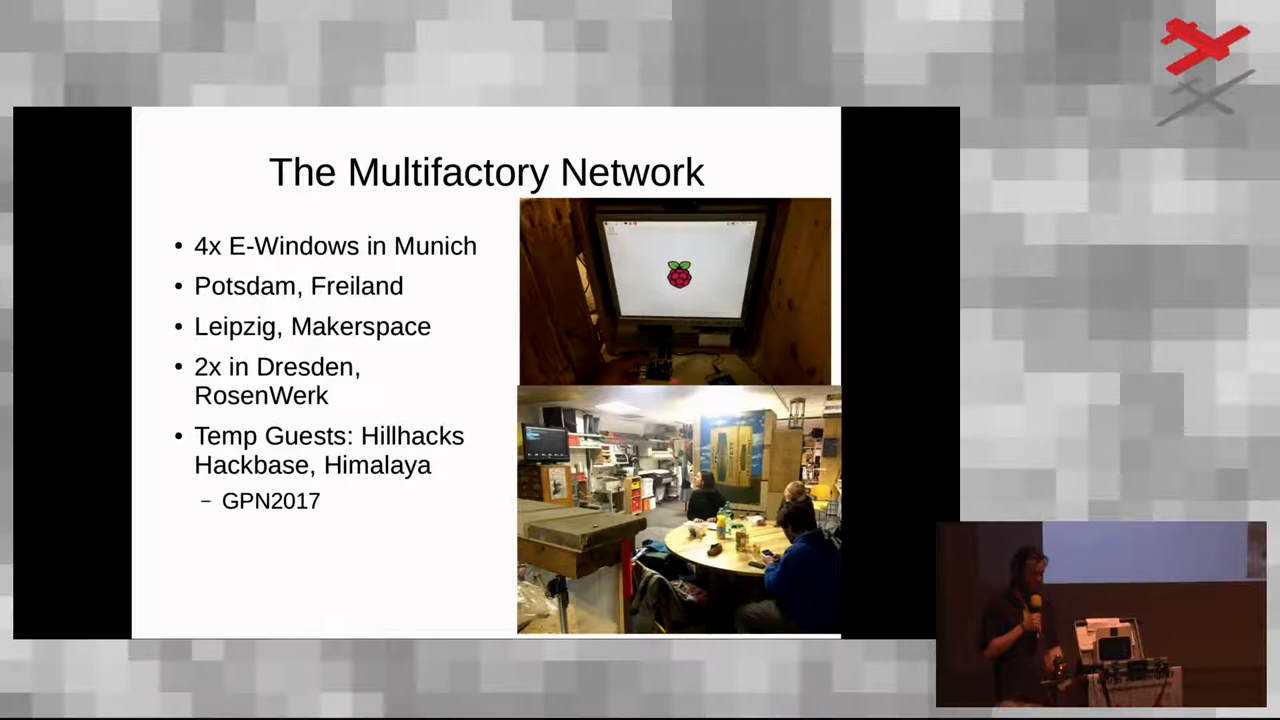 The Multifactory Network
• 4x E-Windows in Munich
• Potsdam, Freiland
• Leipzig, Makerspace
• 2x in Dresden,
RosenWerk
• Temp Guests: Hillhacks
Hackbase, Himalaya
– GPN2017